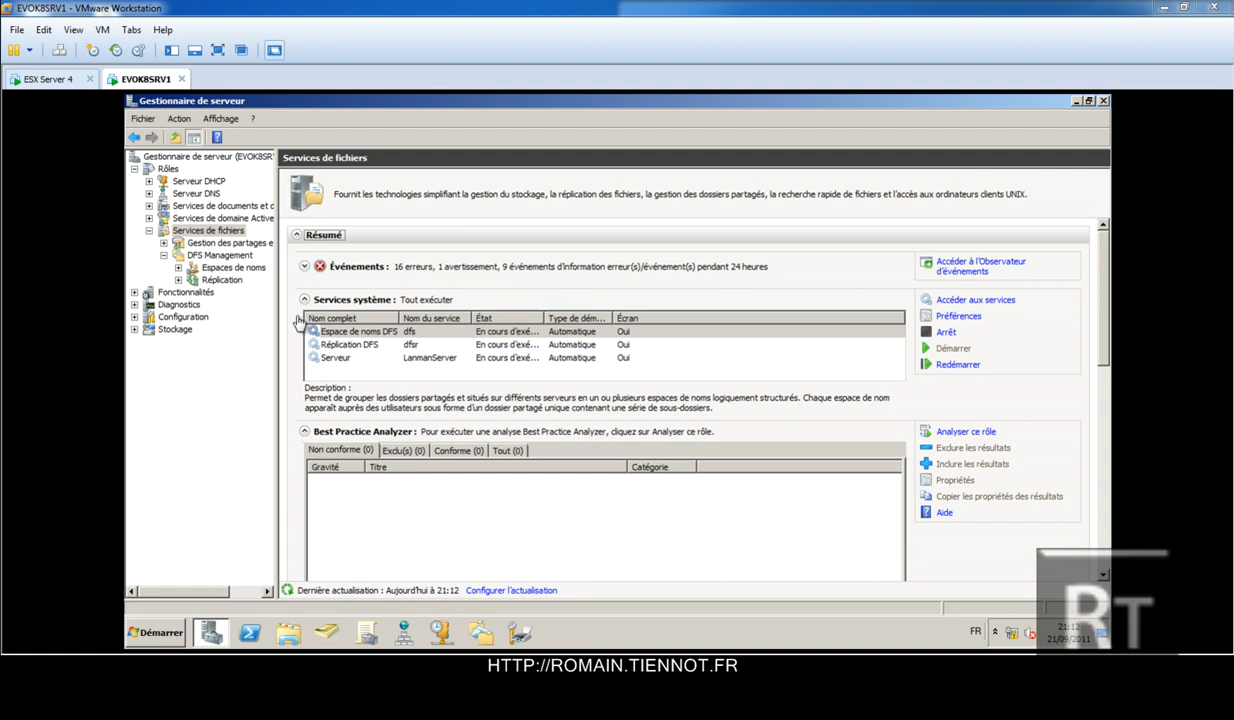 EVOK8SRV1 - VMware Workstation
File Edit View VM Tabs Help
ESX Server 4 EVOK8SRV1
Gestionnaire de serveur
Fichier Action Affichage ?
Gestionnaire de serveur (EVOK8SR
Rôles
Serveur DHCP
Serveur DNS
Services de documents et d
Services de domaine Active
Services de fichiers
Gestion des partages e
DFS Management
Espaces de noms
Réplication
Fonctionnalités
Diagnostics
Configuration
Stockage
Services de fichiers
Fournit les technologies simplifiant la gestion du stockage, la réplication des fichiers, la gestion des dossiers partagés, la recherche rapide de fichiers et l'accès aux ordinateurs clients UNIX.
Résumé
Événements : 16 erreurs, 1 avertissement, 9 événements d'information erreur(s)/événement(s) pendant 24 heures
Accéder à l'Observateur
d'événements
Services système : Tout exécuter
Nom complet Nom du service État Type de dém... Écran
Espace de noms DFS dfs En cours d'exé... Automatique Oui
Réplication DFS dfsr En cours d'exé... Automatique Oui
Serveur LanmanServer En cours d'exé... Automatique Oui
Accéder aux services
Préférences
Arrêt
Démarrer
Redémarrer
Description :
Permet de grouper les dossiers partagés et situés sur différents serveurs en un ou plusieurs espaces de noms logiquement structurés. Chaque espace de nom
apparaît auprès des utilisateurs sous forme d'un dossier partagé unique contenant une série de sous-dossiers.
Best Practice Analyzer : Pour exécuter une analyse Best Practice Analyzer, cliquez sur Analyser ce rôle.
Non conforme (0) Exclu(s) (0) Conforme (0) Tout (0)
Gravité Titre Catégorie
Analyser ce rôle
Exclure les résultats
Inclure les résultats
Propriétés
Copier les propriétés des résultats
Aide
Dernière actualisation : Aujourd'hui à 21:12 Configurer l'actualisation
Démarrer
FR
21:12
21/09/2011
RT
HTTP://ROMAIN.TIENNOT.FR